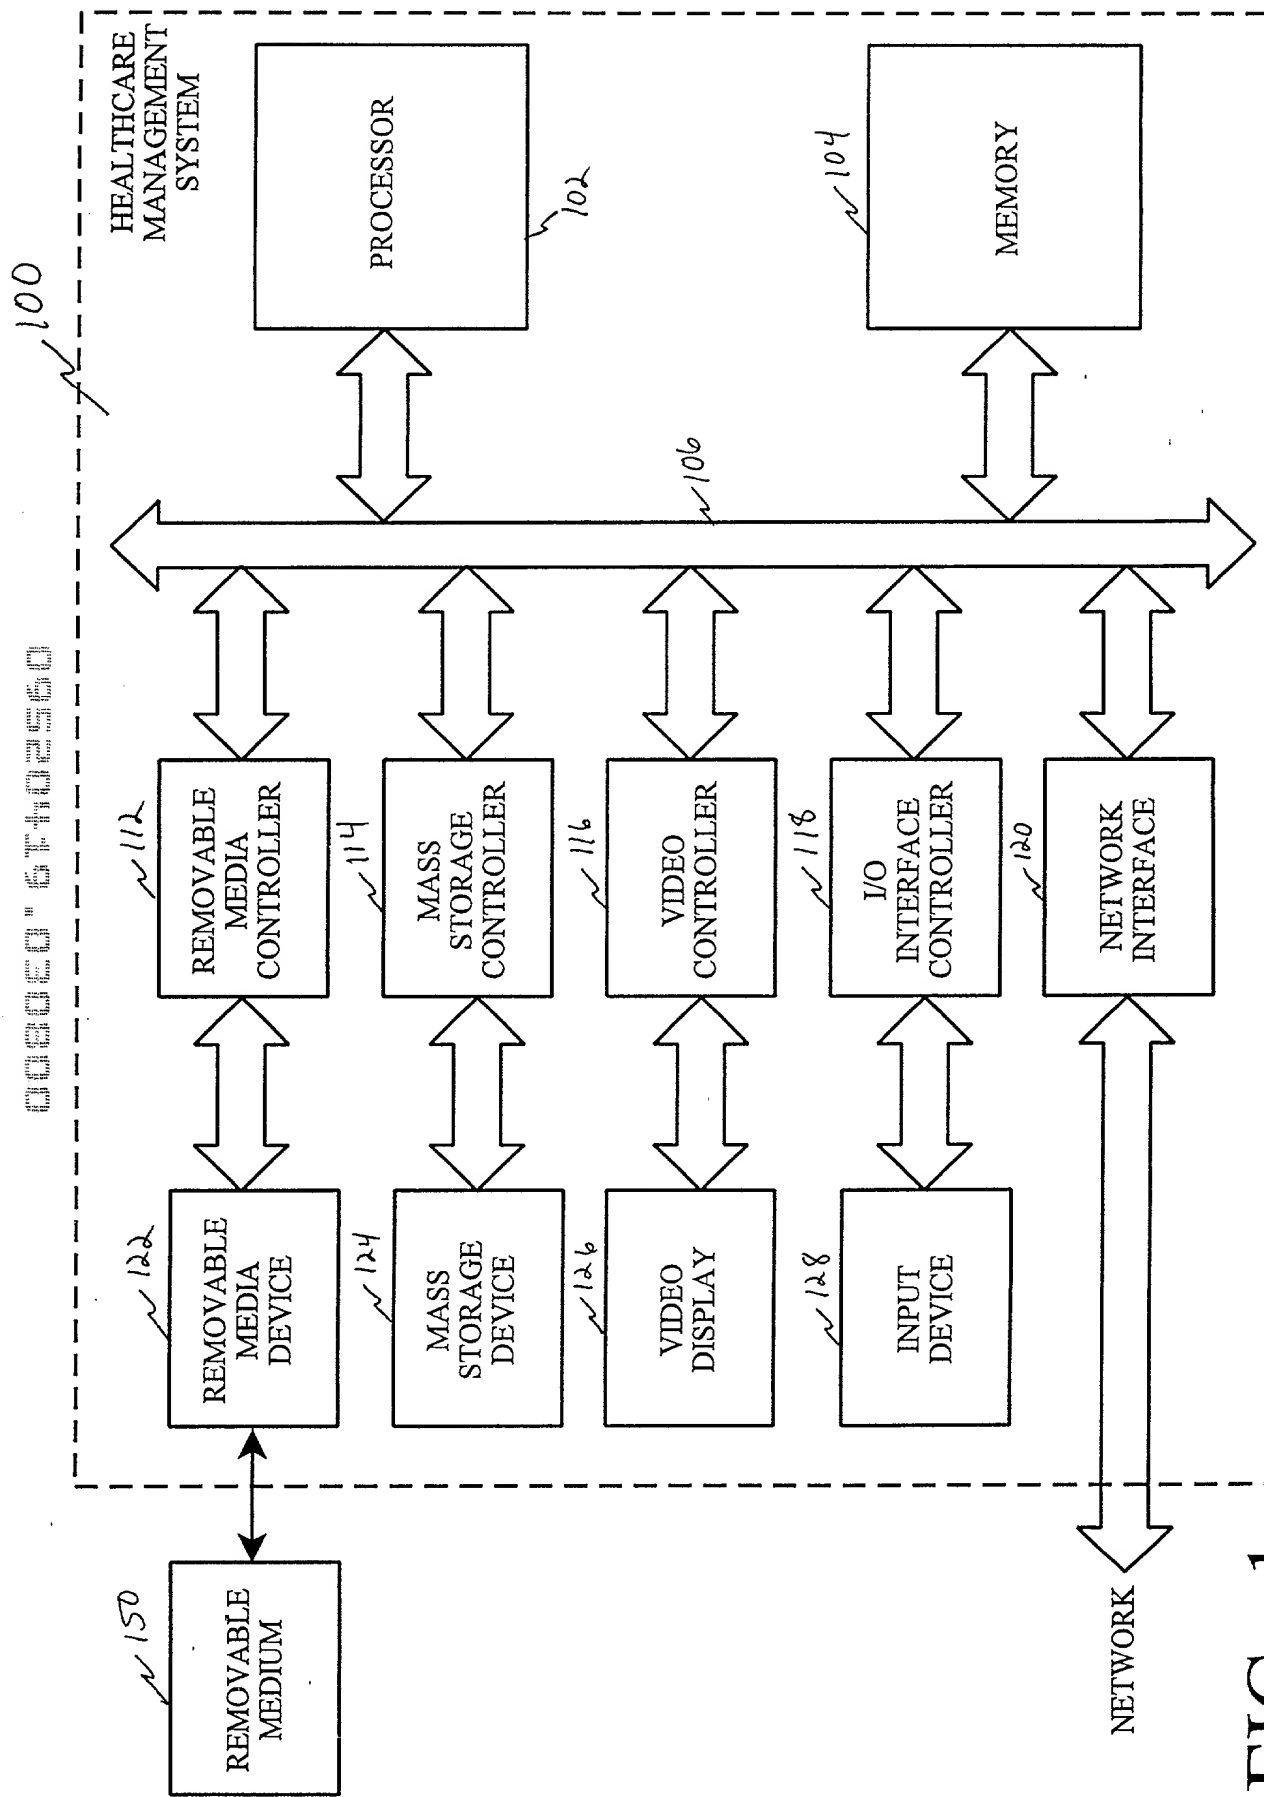 100
HEALTHCARE
MANAGEMENT
SYSTEM
150
REMOVABLE
MEDIUM
122
REMOVABLE
MEDIA
DEVICE
112
REMOVABLE
MEDIA
CONTROLLER
PROCESSOR
102
124
MASS
STORAGE
DEVICE
114
MASS
STORAGE
CONTROLLER
126
VIDEO
DISPLAY
116
VIDEO
CONTROLLER
106
128
INPUT
DEVICE
118
I/O
INTERFACE
CONTROLLER
104
MEMORY
120
NETWORK
INTERFACE
NETWORK
FIG. 1